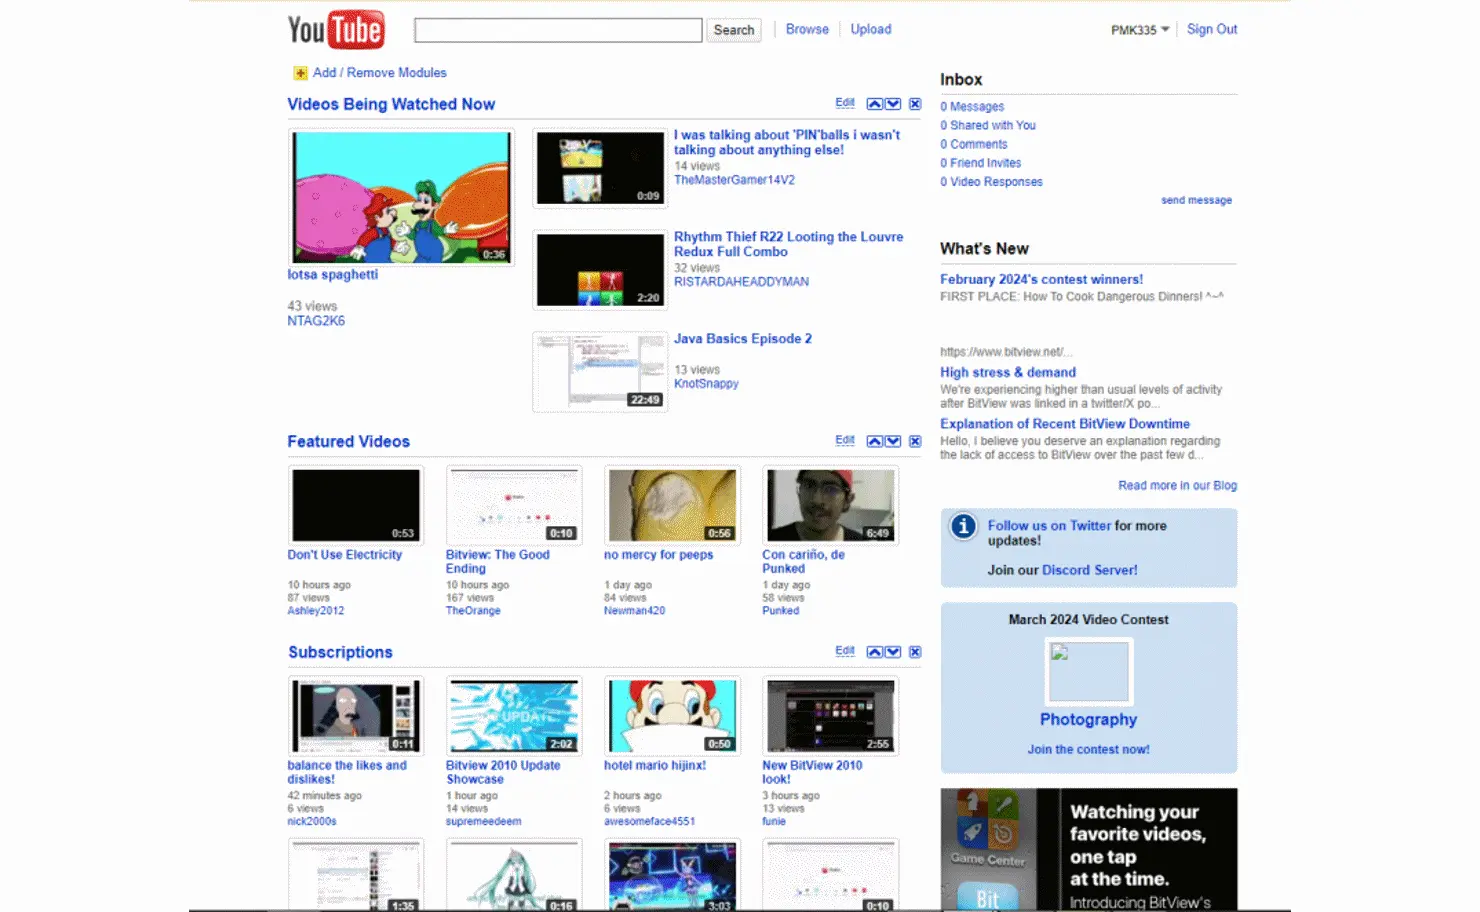 YouTube
Search
Browse
Upload
PMK335
Sign Out
Add / Remove Modules
Videos Being Watched Now
Edit
0:36
lotsa spaghetti
43 views
NTAG2K6
0:09
I was talking about 'PIN'balls i wasn't
talking about anything else!
14 views
TheMasterGamer14V2
2:20
Rhythm Thief R22 Looting the Louvre
Redux Full Combo
32 views
RISTARDAHEADDYMAN
22:49
Java Basics Episode 2
13 views
KnotSnappy
Featured Videos
Edit
0:53
Don't Use Electricity
10 hours ago
87 views
Ashley2012
0:10
Bitview: The Good
Ending
10 hours ago
167 views
TheOrange
0:56
no mercy for peeps
1 day ago
84 views
Newman420
6:49
Con cariño, de
Punked
1 day ago
58 views
Punked
Subscriptions
Edit
0:11
balance the likes and
dislikes!
42 minutes ago
6 views
nick2000s
UPDATE
2:02
Bitview 2010 Update
Showcase
1 hour ago
14 views
supremeedeem
0:50
hotel mario hijinx!
2 hours ago
6 views
awesomeface4551
2:55
New BitView 2010
look!
3 hours ago
13 views
funie
1:35
0:16
3:03
0:10
Inbox
0 Messages
0 Shared with You
0 Comments
0 Friend Invites
0 Video Responses
send message
What's New
February 2024's contest winners!
FIRST PLACE: How To Cook Dangerous Dinners! ^~^
https://www.bitview.net/...
High stress & demand
We're experiencing higher than usual levels of activity
after BitView was linked in a twitter/X po...
Explanation of Recent BitView Downtime
Hello, I believe you deserve an explanation regarding
the lack of access to BitView over the past few d...
Read more in our Blog
Follow us on Twitter for more
updates!
Join our Discord Server!
March 2024 Video Contest
Photography
Join the contest now!
Game Center
Bit
Watching your
favorite videos,
one tap
at the time.
Introducing BitView's